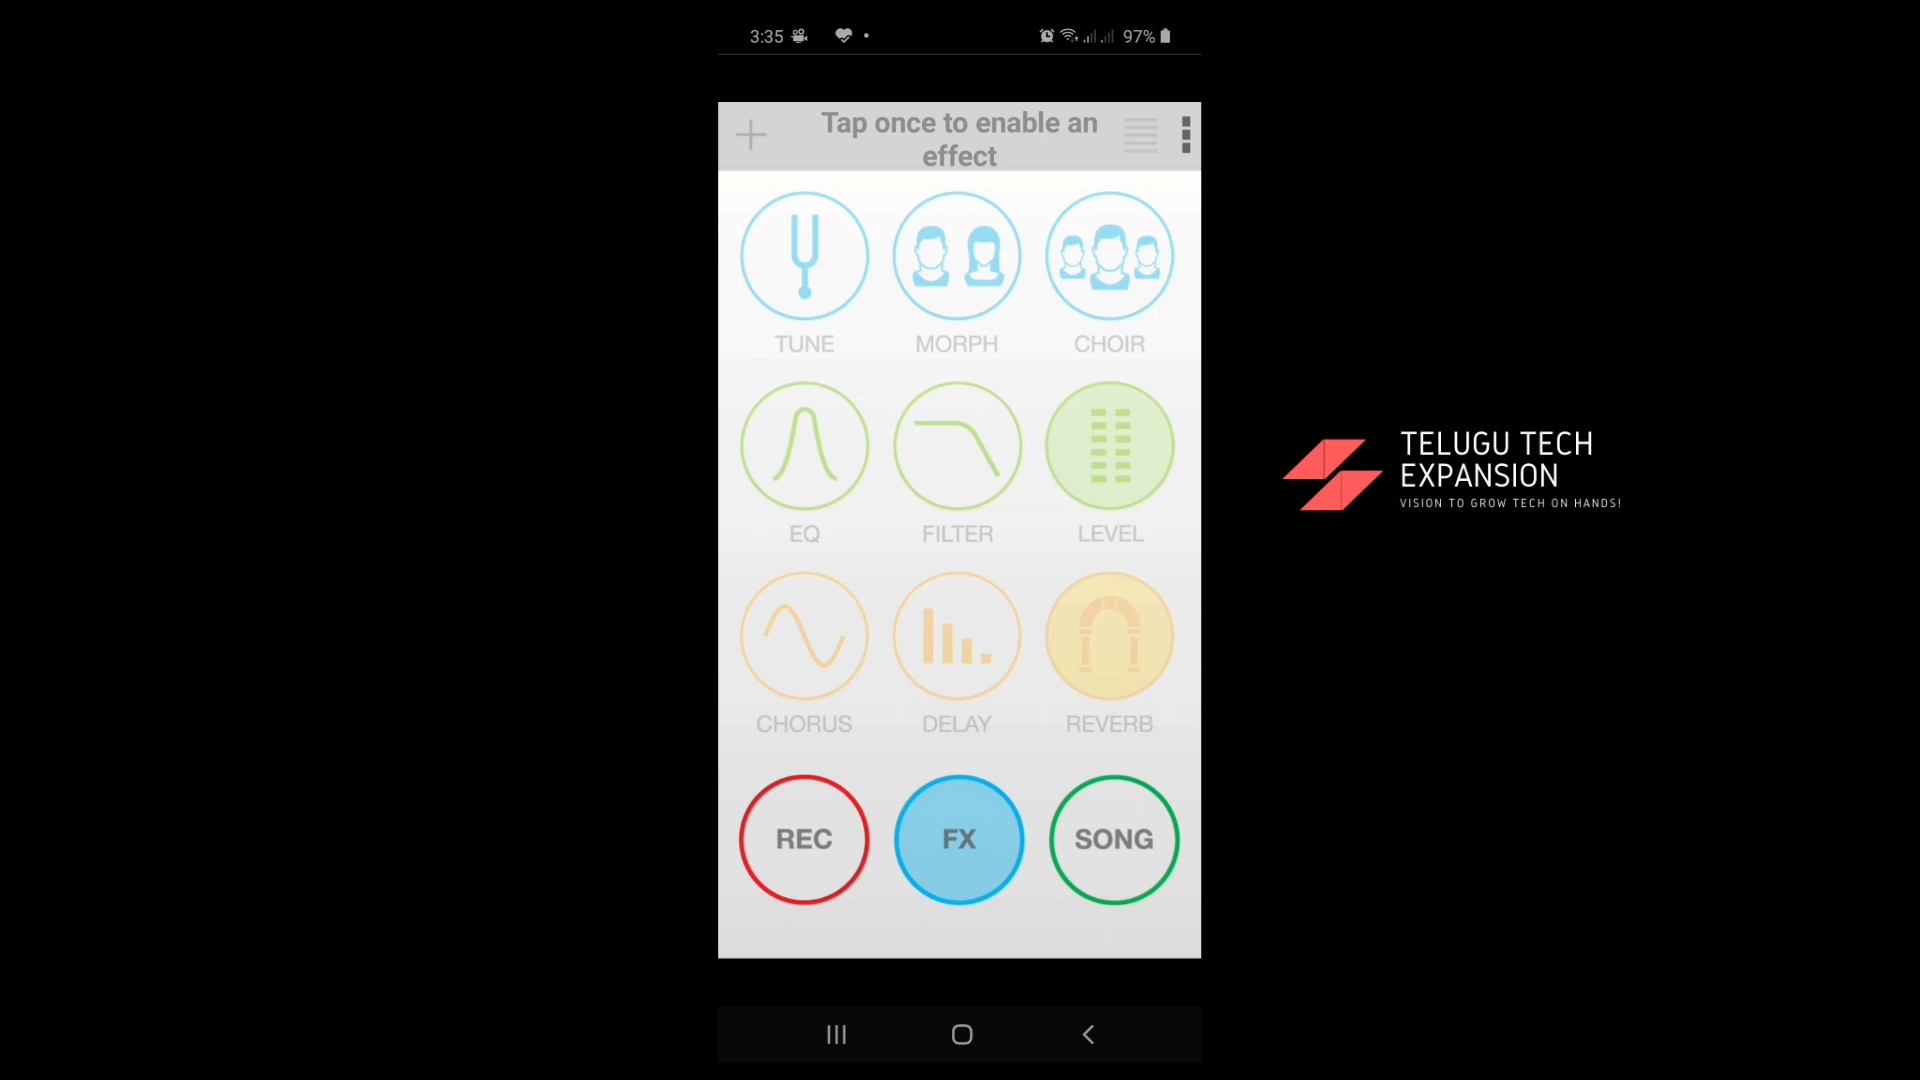 3:35
97%
Tap once to enable an
effect
TUNE
MORPH
CHOIR
EQ
FILTER
LEVEL
CHORUS
DELAY
REVERB
REC
FX
SONG
TELUGU TECH
EXPANSION
VISION TO GROW TECH ON HANDS!